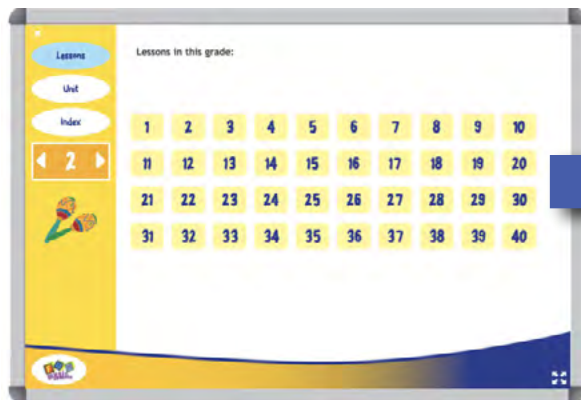 Lessons
Lessons in this grade:
Unit
Index
1 2 3 4 5 6 7 8 9 10
2
11 12 13 14 15 16 17 18 19 20
21 22 23 24 25 26 27 28 29 30
31 32 33 34 35 36 37 38 39 40